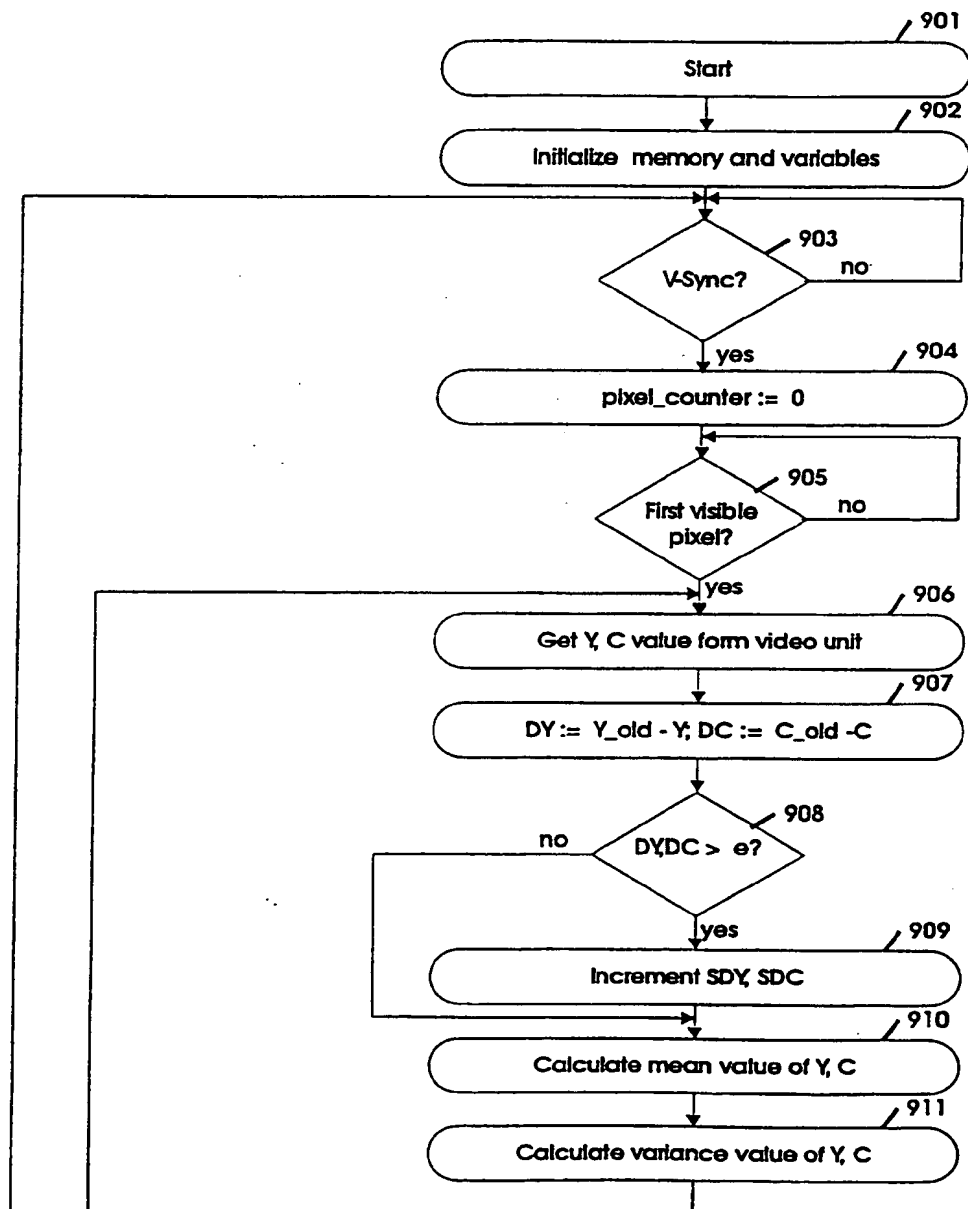 901
Start
902
Initialize memory and variables
903
V-Sync?
no
yes
904
pixel_counter := 0
905
First visible
pixel?
no
yes
906
Get Y, C value form video unit
907
DY := Y_old - Y; DC := C_old -C
908
no
DY,DC > e?
yes
909
Increment SDY, SDC
910
Calculate mean value of Y, C
911
Calculate variance value of Y, C